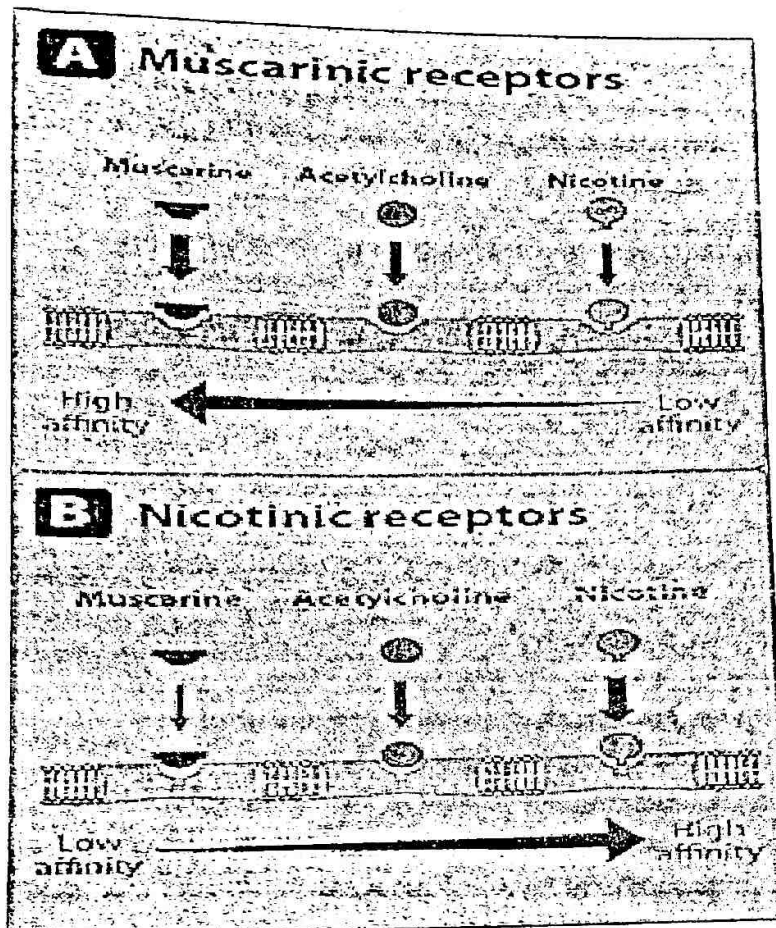 A Muscarinic receptors
Muscarine Acetylcholine Nicotine
High affinity
Low affinity
B Nicotinic receptors
Muscarine Acetylcholine Nicotine
Low affinity
High affinity